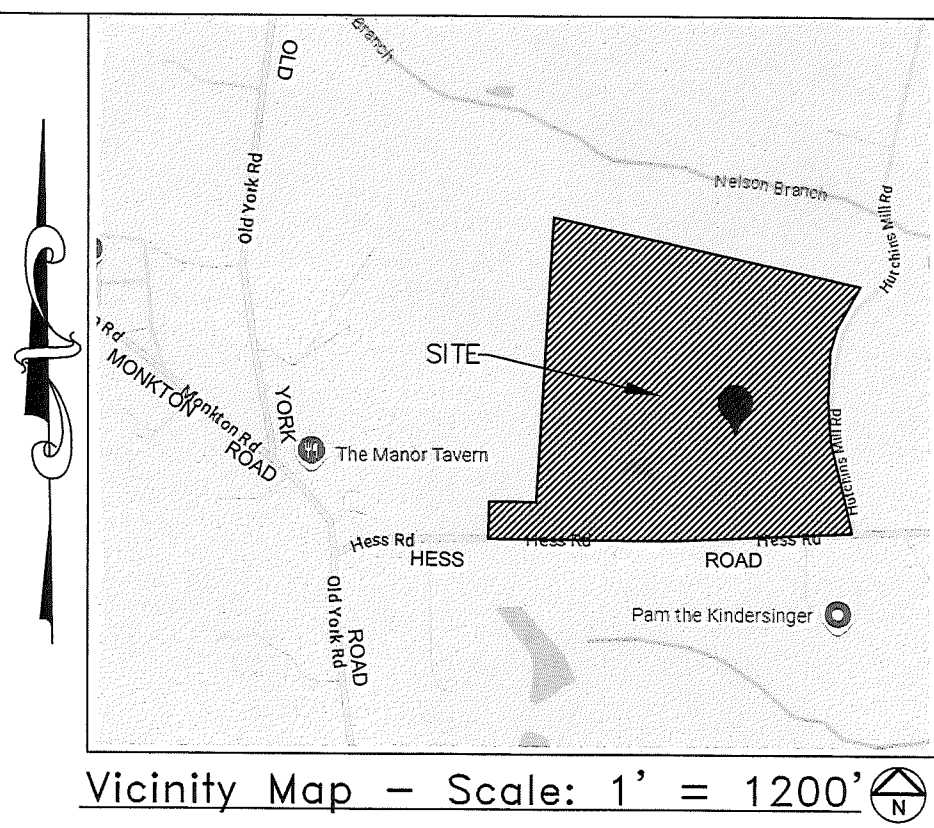 Branch
OLD
Old York Rd
Nelson Branch
Hutchins Mill Rd
Rd
MONKTON
Monkton Rd
ROAD
YORK
SITE
The Manor Tavern
Hutchins Mill Rd
Hess Rd
Hess Rd
Hess Rd
HESS
ROAD
Old York Rd
ROAD
Pam the Kindersinger
Vicinity Map - Scale: 1' = 1200'
N